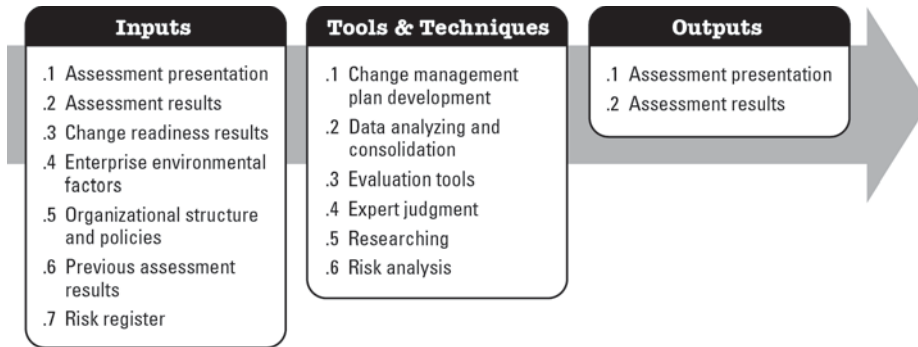 Inputs
.1 Assessment presentation
.2 Assessment results
.3 Change readiness results
.4 Enterprise environmental
factors
.5 Organizational structure
and policies
.6 Previous assessment
results
.7 Risk register
Tools & Techniques
.1 Change management
plan development
.2 Data analyzing and
consolidation
.3 Evaluation tools
.4 Expert judgment
.5 Researching
.6 Risk analysis
Outputs
.1 Assessment presentation
.2 Assessment results